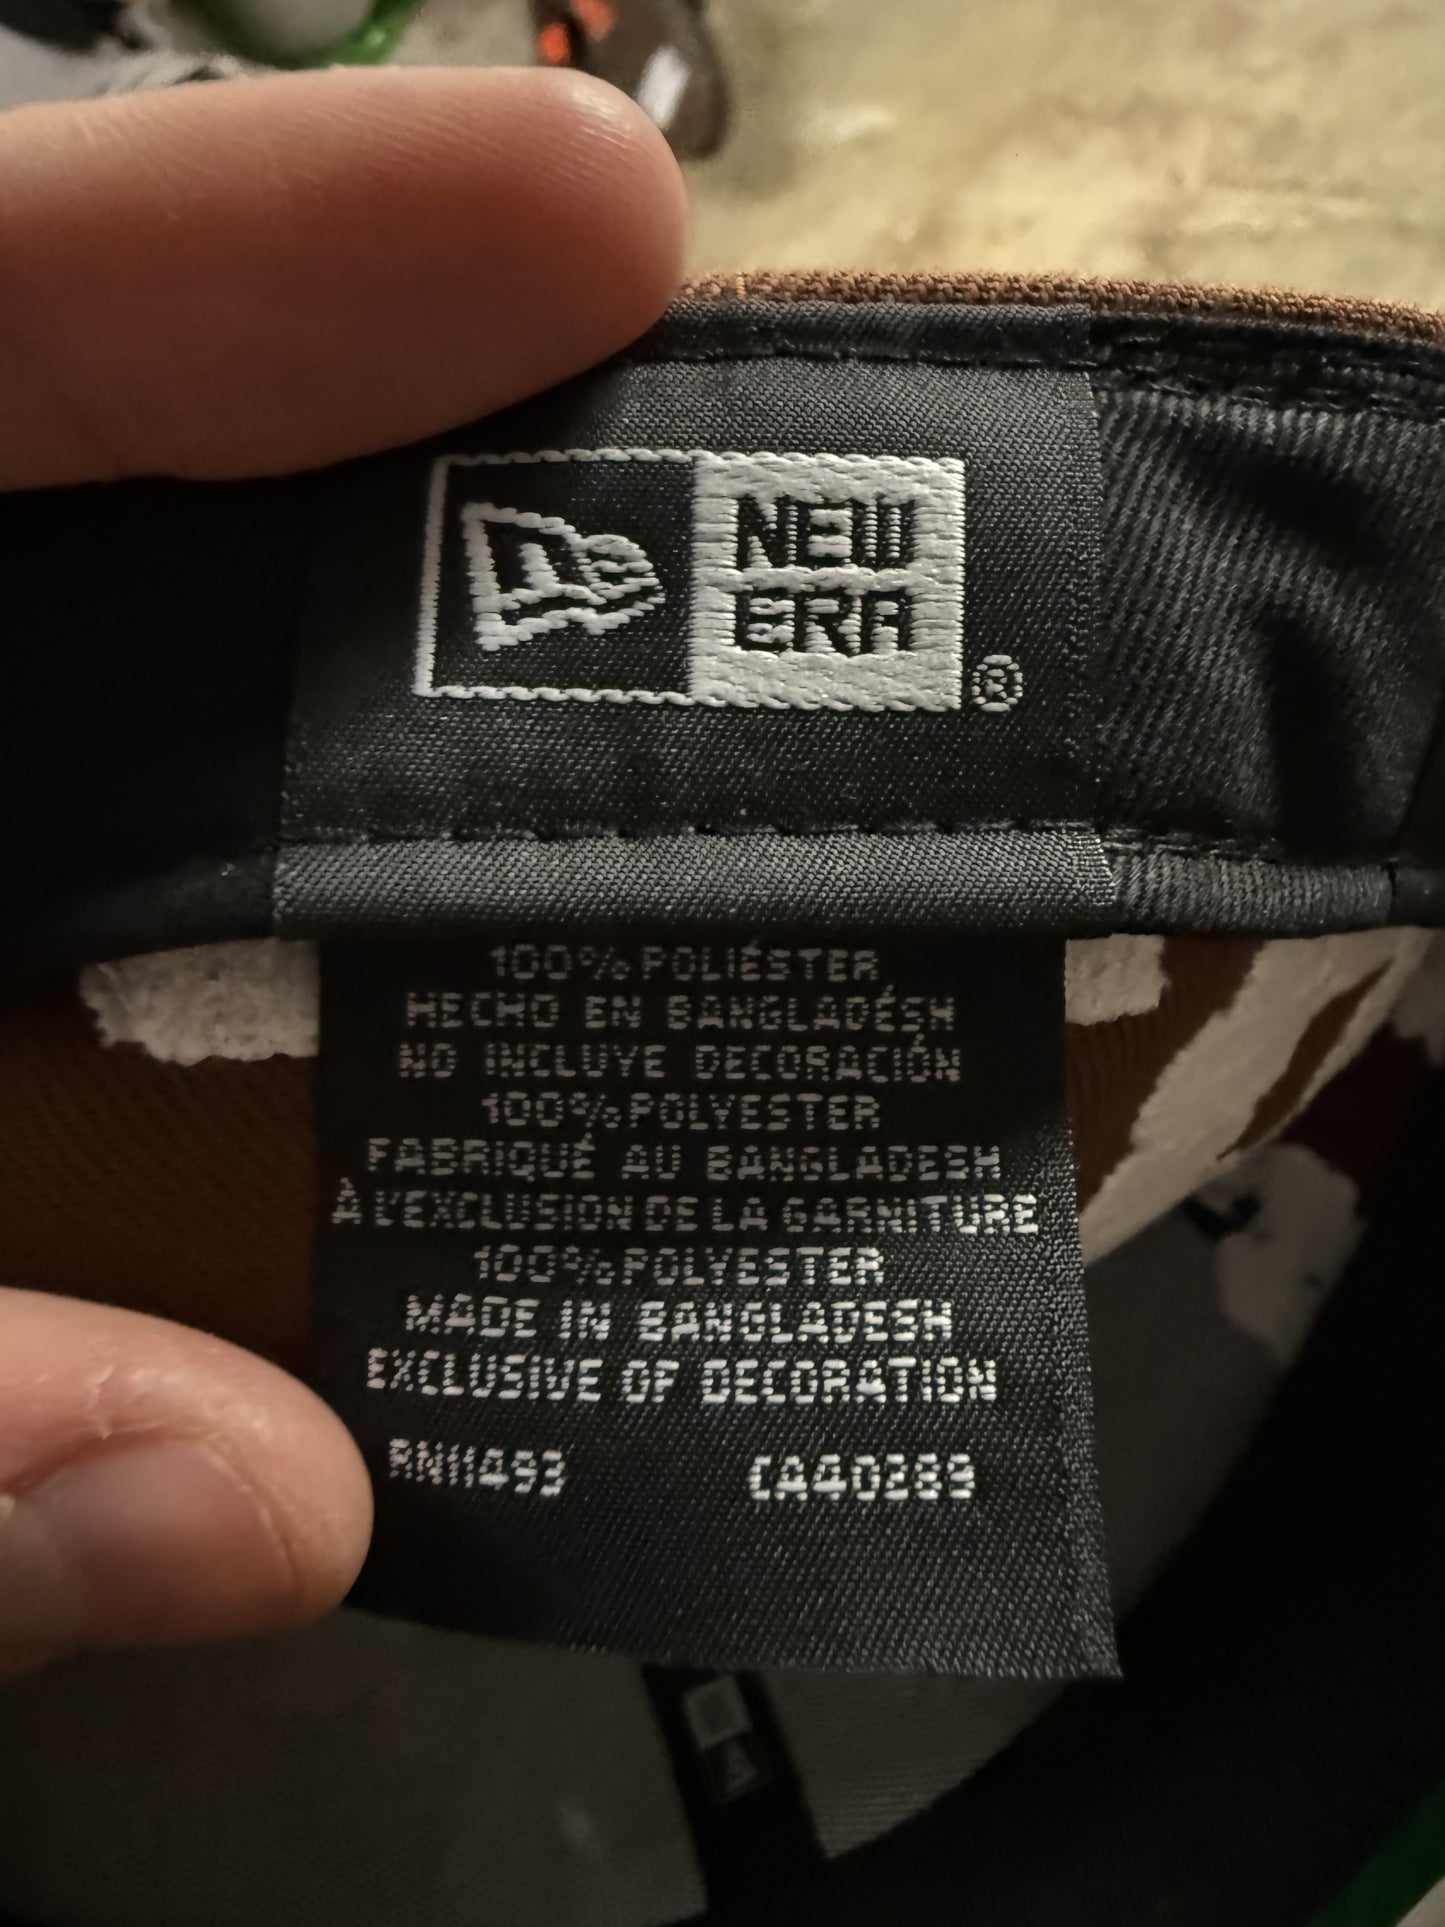 NEW
ERA
®
100% POLIÉSTER
HECHO EN BANGLADÉSH
NO INCLUYE DECORACIÓN
100% POLYESTER
FABRIQUÉ AU BANGLADESH
À L'EXCLUSION DE LA GARNITURE
100% POLYESTER
MADE IN BANGLADESH
EXCLUSIVE OF DECORATION
RN11493 CA40269